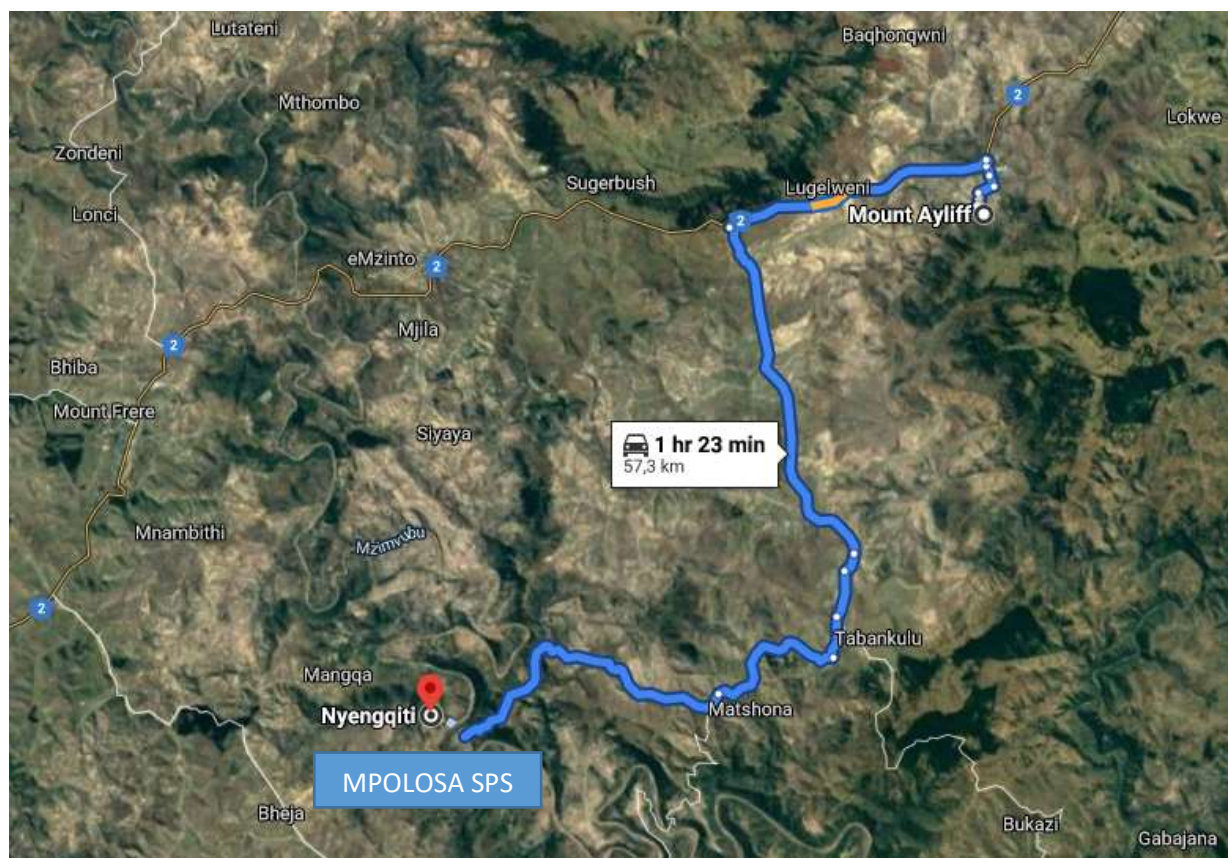 Lutateni
Baqhonqwni
2
Mthombo
Lokwe
Zondeni
Sugerbush
Lugelweni
Lonci
Mount Ayliff
2
eMzinto
2
Mjila
2
Bhiba
Mount Frere
Siyaya
1 hr 23 min
57,3 km
Mnambithi
Mzimvubu
2
Tabankulu
Mangqa
Nyengqiti
Matshona
MPOLOSA SPS
Bheja
Bukazi
Gabajana